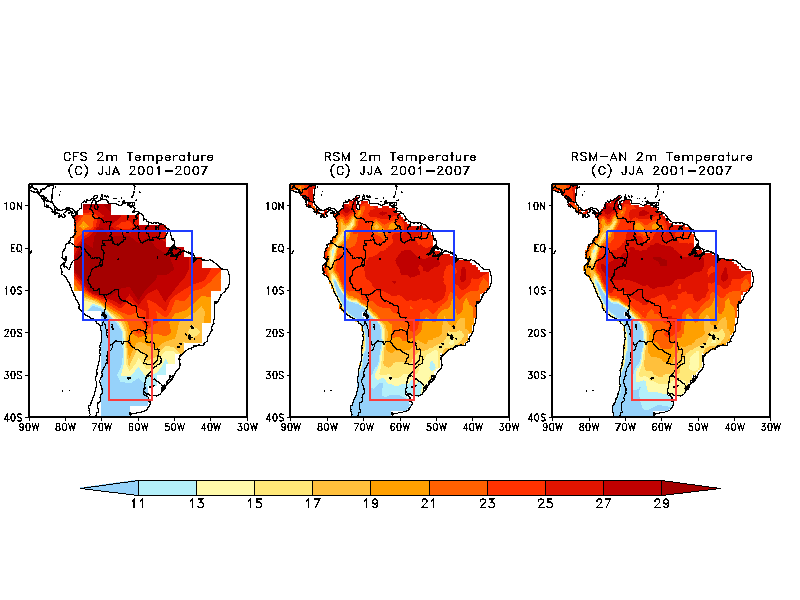 CFS 2m Temperature
(C) JJA 2001-2007
RSM 2m Temperature
(C) JJA 2001-2007
RSM-AN 2m Temperature
(C) JJA 2001-2007
10N
EQ
10S
20S
30S
40S
90W 80W 70W 60W 50W 40W 30W
10N
EQ
10S
20S
30S
40S
90W 80W 70W 60W 50W 40W 30W
10N
EQ
10S
20S
30S
40S
90W 80W 70W 60W 50W 40W 30W
11 13 15 17 19 21 23 25 27 29